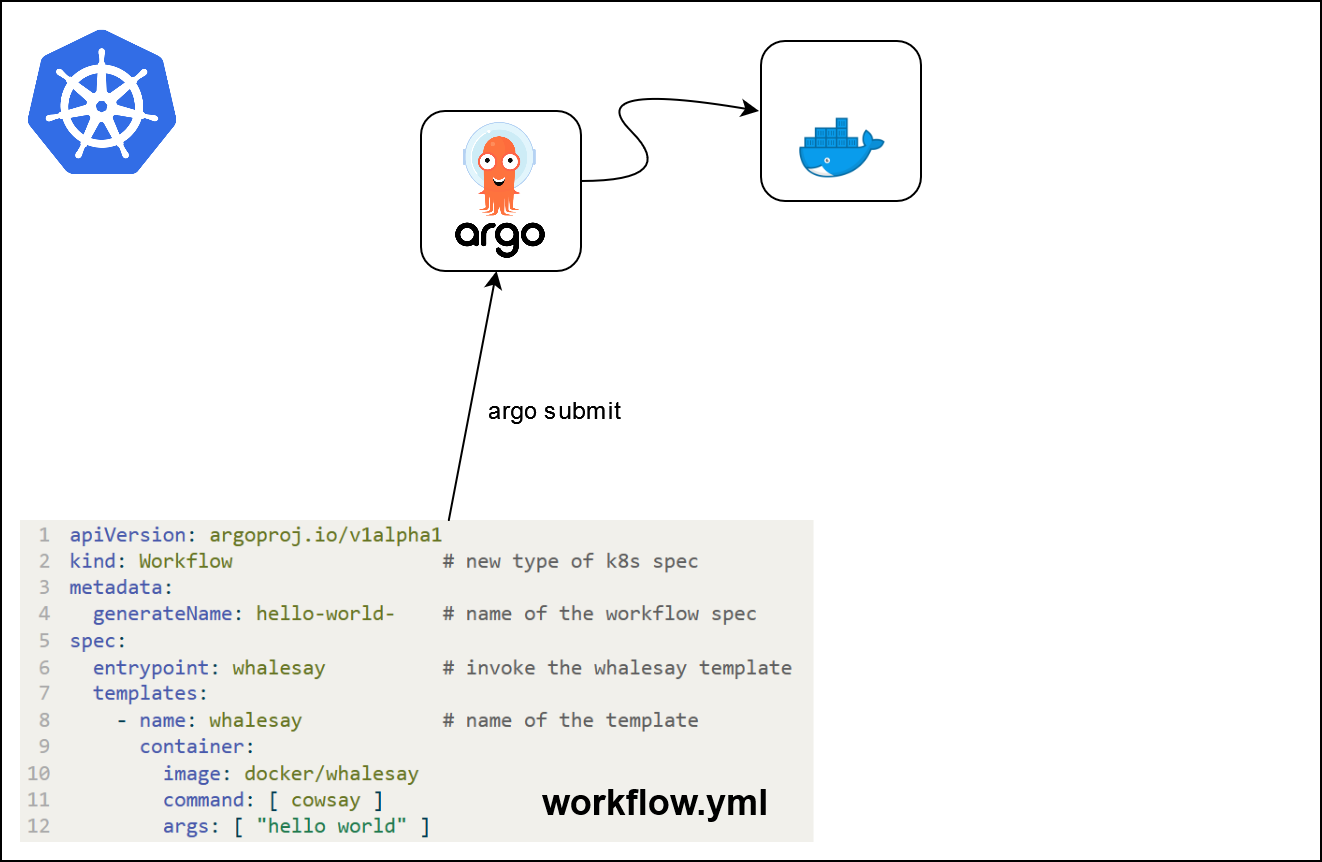 argo
argo submit
1 apiVersion: argoproj.io/v1alpha1
2 kind: Workflow # new type of k8s spec
3 metadata:
4 generateName: hello-world- # name of the workflow spec
5 spec:
6 entrypoint: whalesay # invoke the whalesay template
7 templates:
8 - name: whalesay # name of the template
9 container:
10 image: docker/whalesay
11 command: [ cowsay ]
12 args: [ "hello world" ]
workflow.yml